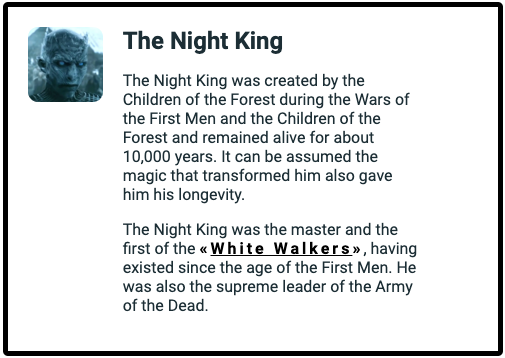 The Night King
The Night King was created by the
Children of the Forest during the Wars of
the First Men and the Children of the
Forest and remained alive for about
10,000 years. It can be assumed the
magic that transformed him also gave
him his longevity.
The Night King was the master and the
first of the «White Walkers», having
existed since the age of the First Men. He
was also the supreme leader of the Army
of the Dead.